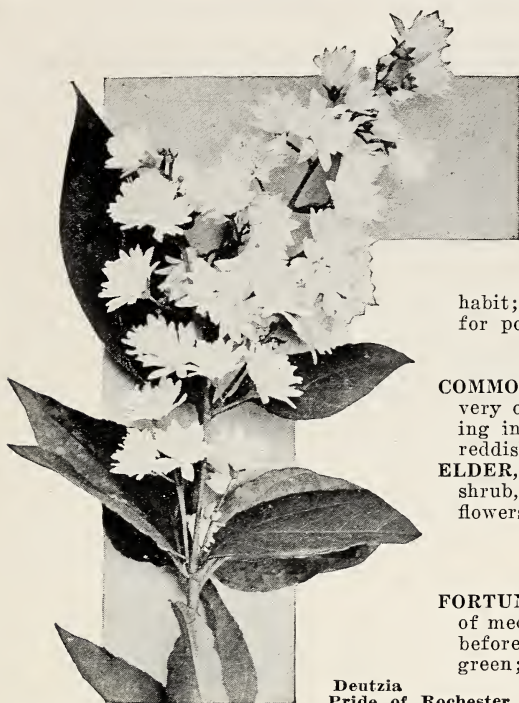 habit;
for po
COMMO
very c
ing in
reddis
ELDER,
shrub,
flowers
FORTUN
of med
before
green;
Deutzia
Pride of Rochester